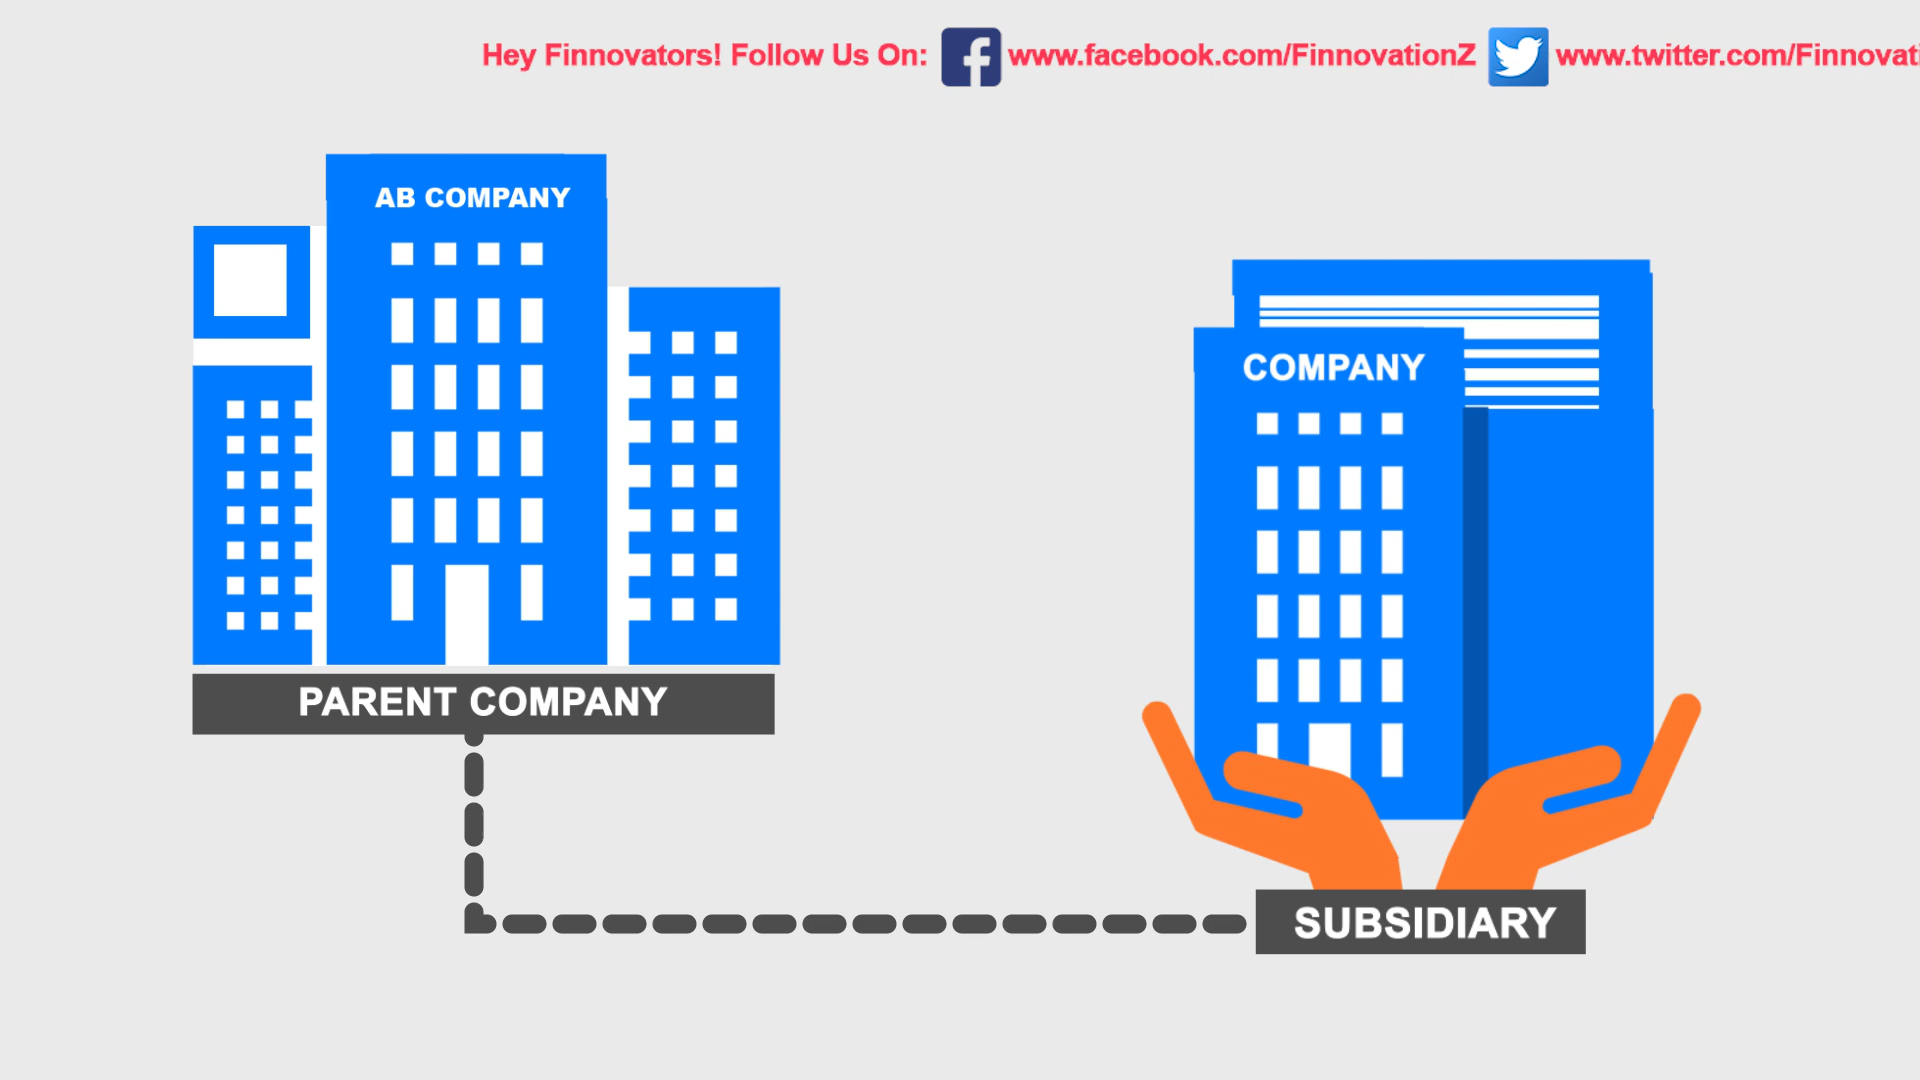 Hey Finnovators! Follow Us On: www.facebook.com/FinnovationZ www.twitter.com/Finnovati
AB COMPANY
COMPANY
PARENT COMPANY
SUBSIDIARY